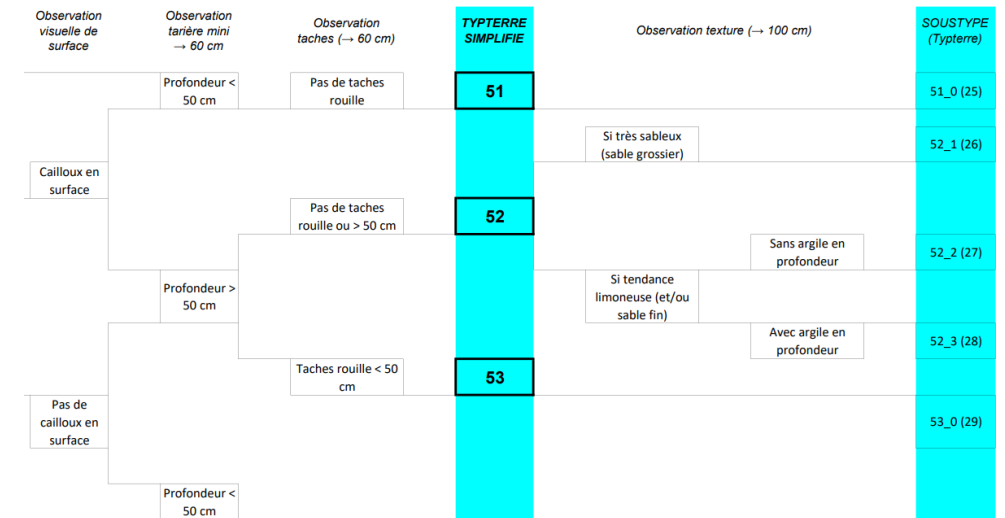 Observation
visuelle de
surface
Observation
tarière mini
→ 60 cm
Observation
taches (→ 60 cm)
TYPTERRE
SIMPLIFIE
Observation texture (→ 100 cm)
SOUSTYPE
(Typterre)
Profondeur <
50 cm
Pas de taches
rouille
51
51_0 (25)
Si très sableux
(sable grossier)
52_1 (26)
Cailloux en
surface
Pas de taches
rouille ou > 50 cm
52
Sans argile en
profondeur
52_2 (27)
Profondeur >
50 cm
Si tendance
limoneuse (et/ou
sable fin)
Avec argile en
profondeur
52_3 (28)
Taches rouille < 50
cm
53
Pas de
cailloux en
surface
53_0 (29)
Profondeur <
50 cm